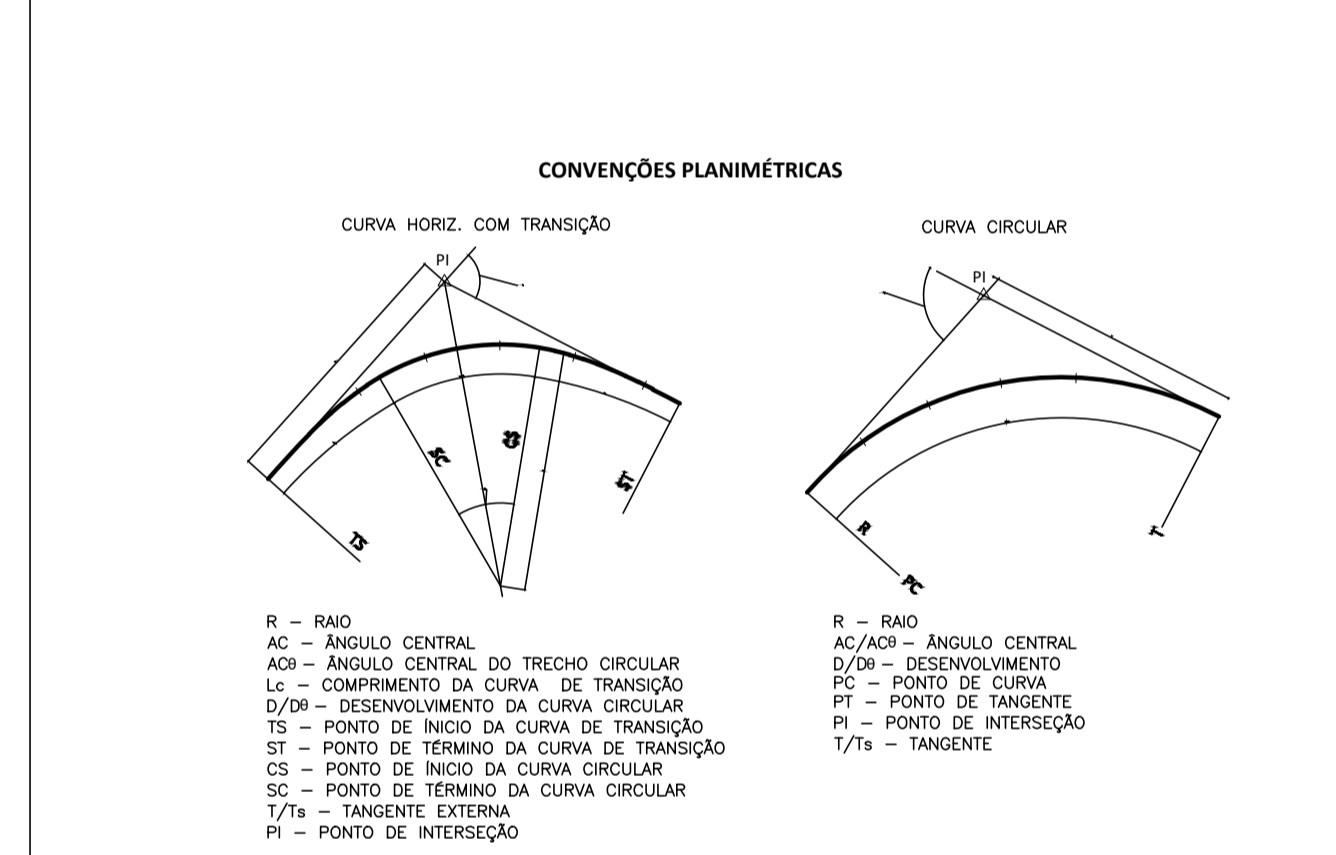 CONVENÇÕES PLANIMÉTRICAS
CURVA HORIZ. COM TRANSIÇÃO
PI
SC
CS
ST
TS
R – RAIO
AC – ÂNGULO CENTRAL
ACθ – ÂNGULO CENTRAL DO TRECHO CIRCULAR
Lc – COMPRIMENTO DA CURVA DE TRANSIÇÃO
D/Dθ – DESENVOLVIMENTO DA CURVA CIRCULAR
TS – PONTO DE ÍNICIO DA CURVA DE TRANSIÇÃO
ST – PONTO DE TÉRMINO DA CURVA DE TRANSIÇÃO
CS – PONTO DE ÍNICIO DA CURVA CIRCULAR
SC – PONTO DE TÉRMINO DA CURVA CIRCULAR
T/Ts – TANGENTE EXTERNA
PI – PONTO DE INTERSEÇÃO
CURVA CIRCULAR
PI
R
PC
T
R – RAIO
AC/ACθ – ÂNGULO CENTRAL
D/Dθ – DESENVOLVIMENTO
PC – PONTO DE CURVA
PT – PONTO DE TANGENTE
PI – PONTO DE INTERSEÇÃO
T/Ts – TANGENTE